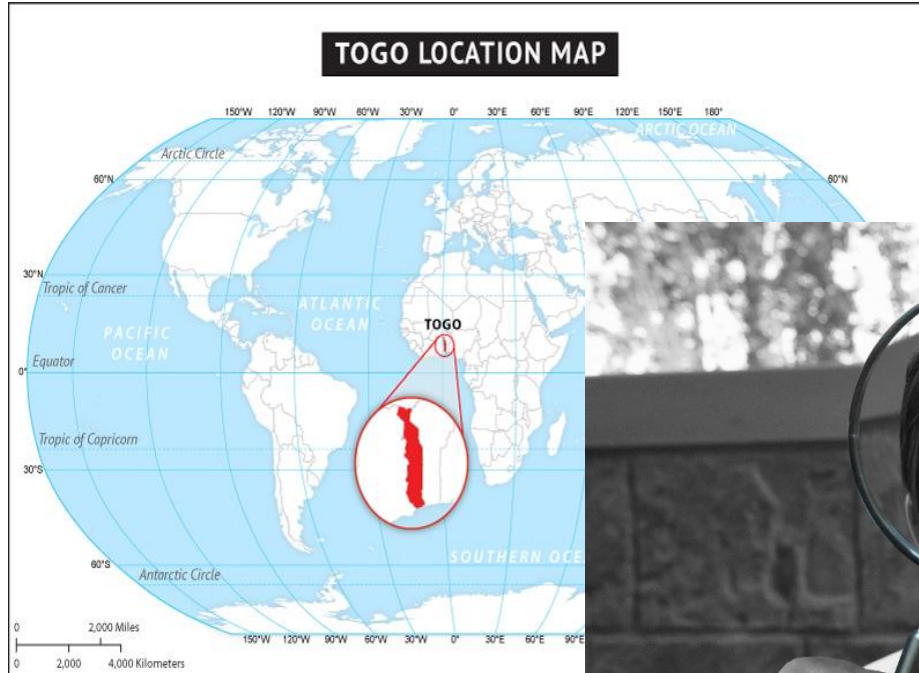 TOGO LOCATION MAP
150°W 120°W 90°W 60°W 30°W 0° 30°E 60°E 90°E 120°E 150°E 180°
ARCTIC OCEAN
Arctic Circle
60°N 60°N
30°N
Tropic of Cancer
ATLANTIC
OCEAN
PACIFIC
OCEAN
TOGO
Equator
0°
Tropic of Capricorn
30°S
SOUTHERN OCE
60°S
Antarctic Circle
150°W 120°W 90°W 60°W 30°W 0° 30°E 60°E 90°E
0 2,000 Miles
0 2,000 4,000 Kilometers